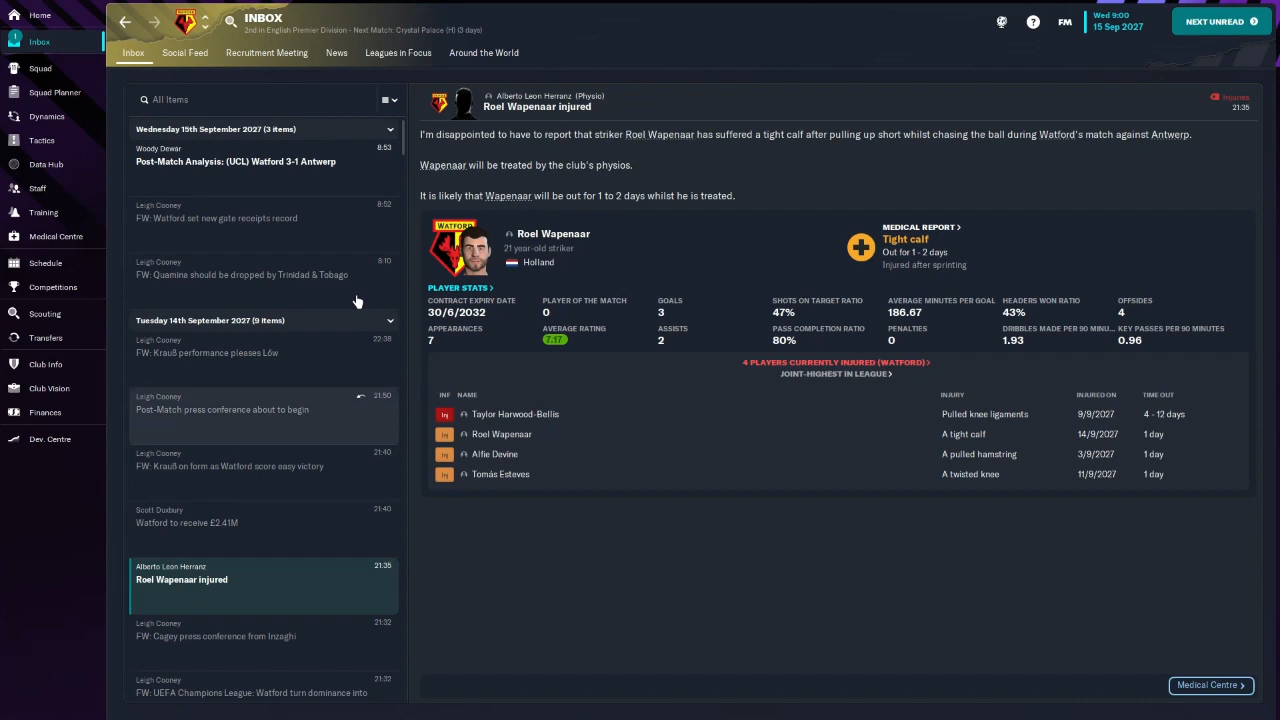 Home
Inbox
1
Squad
Squad Planner
Dynamics
Tactics
Data Hub
Staff
Training
Medical Centre
Schedule
Competitions
Scouting
Transfers
Club Info
Club Vision
Finances
Dev. Centre
INBOX
2nd in English Premier Division - Next Match: Crystal Palace (H) (3 days)
FM
Wed 9:00
15 Sep 2027
NEXT UNREAD
Inbox
Social Feed
Recruitment Meeting
News
Leagues in Focus
Around the World
All Items
Wednesday 15th September 2027 (3 items)
Woody Dewar
8:53
Post-Match Analysis: (UCL) Watford 3-1 Antwerp
Leigh Cooney
8:52
FW: Watford set new gate receipts record
Leigh Cooney
8:10
FW: Quamina should be dropped by Trinidad & Tobago
Tuesday 14th September 2027 (9 items)
Leigh Cooney
22:38
FW: Krauß performance pleases Löw
Leigh Cooney
21:50
Post-Match press conference about to begin
Leigh Cooney
21:40
FW: Krauß on form as Watford score easy victory
Scott Duxbury
21:40
Watford to receive £2.41M
Alberto Leon Herranz
21:35
Roel Wapenaar injured
Leigh Cooney
21:32
FW: Cagey press conference from Inzaghi
Leigh Cooney
21:32
FW: UEFA Champions League: Watford turn dominance into
Alberto Leon Herranz (Physio)
Roel Wapenaar injured
Injuries
21:35
I'm disappointed to have to report that striker Roel Wapenaar has suffered a tight calf after pulling up short whilst chasing the ball during Watford's match against Antwerp.
Wapenaar will be treated by the club's physios.
It is likely that Wapenaar will be out for 1 to 2 days whilst he is treated.
WATFORD
Roel Wapenaar
21 year-old striker
Holland
MEDICAL REPORT >
Tight calf
Out for 1 - 2 days
Injured after sprinting
PLAYER STATS >
CONTRACT EXPIRY DATE
30/6/2032
PLAYER OF THE MATCH
0
GOALS
3
SHOTS ON TARGET RATIO
47%
AVERAGE MINUTES PER GOAL
186.67
HEADERS WON RATIO
43%
OFFSIDES
4
APPEARANCES
7
AVERAGE RATING
7.17
ASSISTS
2
PASS COMPLETION RATIO
80%
PENALTIES
0
DRIBBLES MADE PER 90 MINU...
1.93
KEY PASSES PER 90 MINUTES
0.96
4 PLAYERS CURRENTLY INJURED (WATFORD) >
JOINT-HIGHEST IN LEAGUE >
INF NAME INJURY INJURED ON TIME OUT
Inj Taylor Harwood-Bellis Pulled knee ligaments 9/9/2027 4 - 12 days
Inj Roel Wapenaar A tight calf 14/9/2027 1 day
Inj Alfie Devine A pulled hamstring 3/9/2027 1 day
Inj Tomás Esteves A twisted knee 11/9/2027 1 day
Medical Centre >